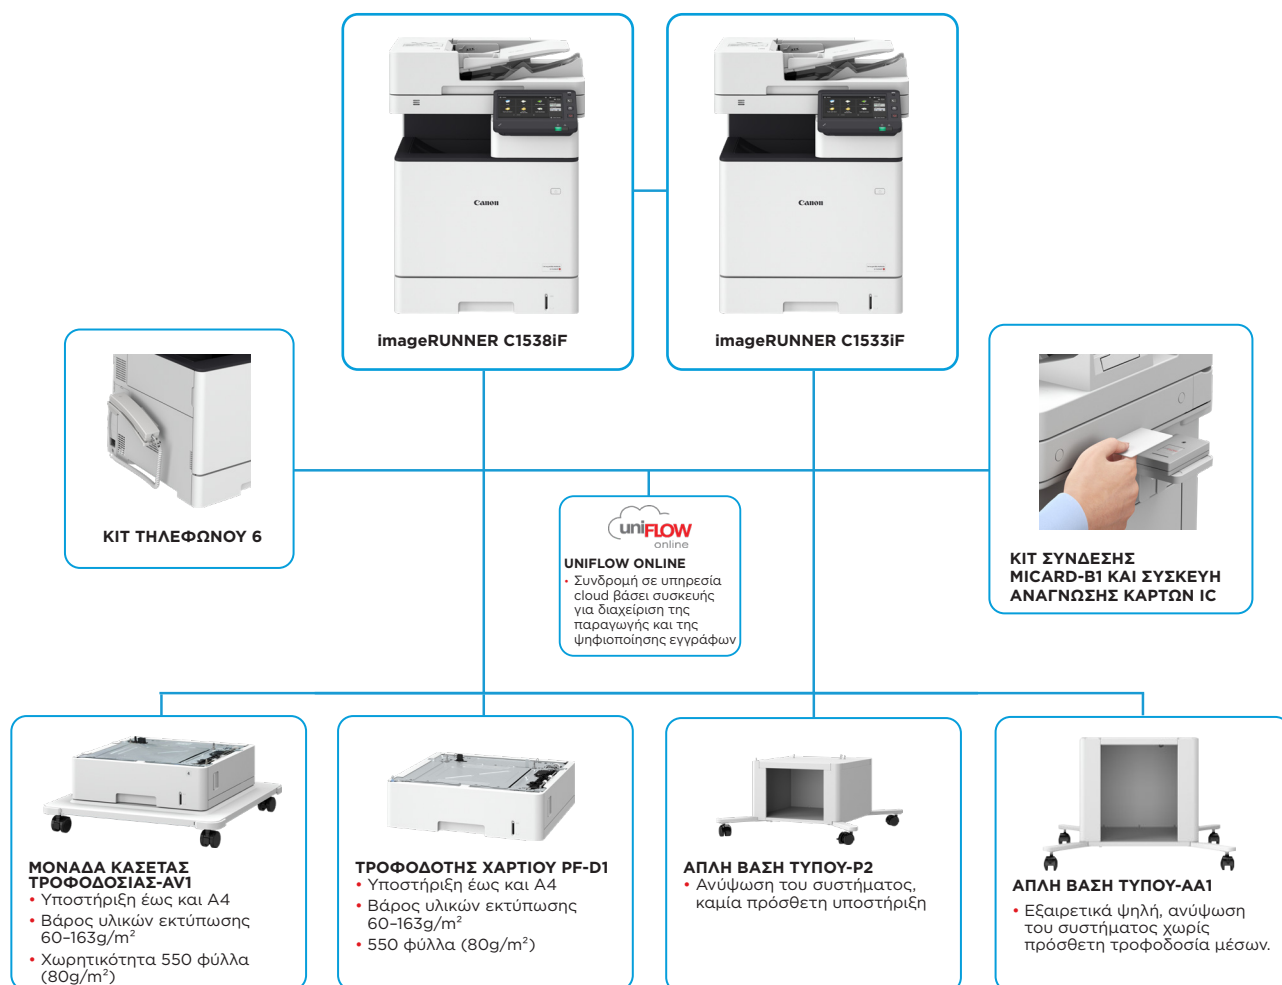 Canon
Canon
imageRUNNER C1538iF
imageRUNNER C1533iF
ΚΙΤ ΤΗΛΕΦΩΝΟΥ 6
uniFLOW
online
UNIFLOW ONLINE
• Συνδρομή σε υπηρεσία
cloud βάσει συσκευής
για διαχείριση της
παραγωγής και της
ψηφιοποίησης εγγράφων
ΚΙΤ ΣΥΝΔΕΣΗΣ
MICARD-B1 ΚΑΙ ΣΥΣΚΕΥΗ
ΑΝΑΓΝΩΣΗΣ ΚΑΡΤΩΝ IC
ΜΟΝΑΔΑ ΚΑΣΕΤΑΣ
ΤΡΟΦΟΔΟΣΙΑΣ-AV1
• Υποστήριξη έως και A4
• Βάρος υλικών εκτύπωσης
60–163g/m²
• Χωρητικότητα 550 φύλλα
(80g/m²)
ΤΡΟΦΟΔΟΤΗΣ ΧΑΡΤΙΟΥ PF-D1
• Υποστήριξη έως και A4
• Βάρος υλικών εκτύπωσης
60–163g/m²
• 550 φύλλα (80g/m²)
ΑΠΛΗ ΒΑΣΗ ΤΥΠΟΥ-P2
• Ανύψωση του συστήματος,
καμία πρόσθετη υποστήριξη
ΑΠΛΗ ΒΑΣΗ ΤΥΠΟΥ-AA1
• Εξαιρετικά ψηλή, ανύψωση
του συστήματος χωρίς
πρόσθετη τροφοδοσία μέσων.